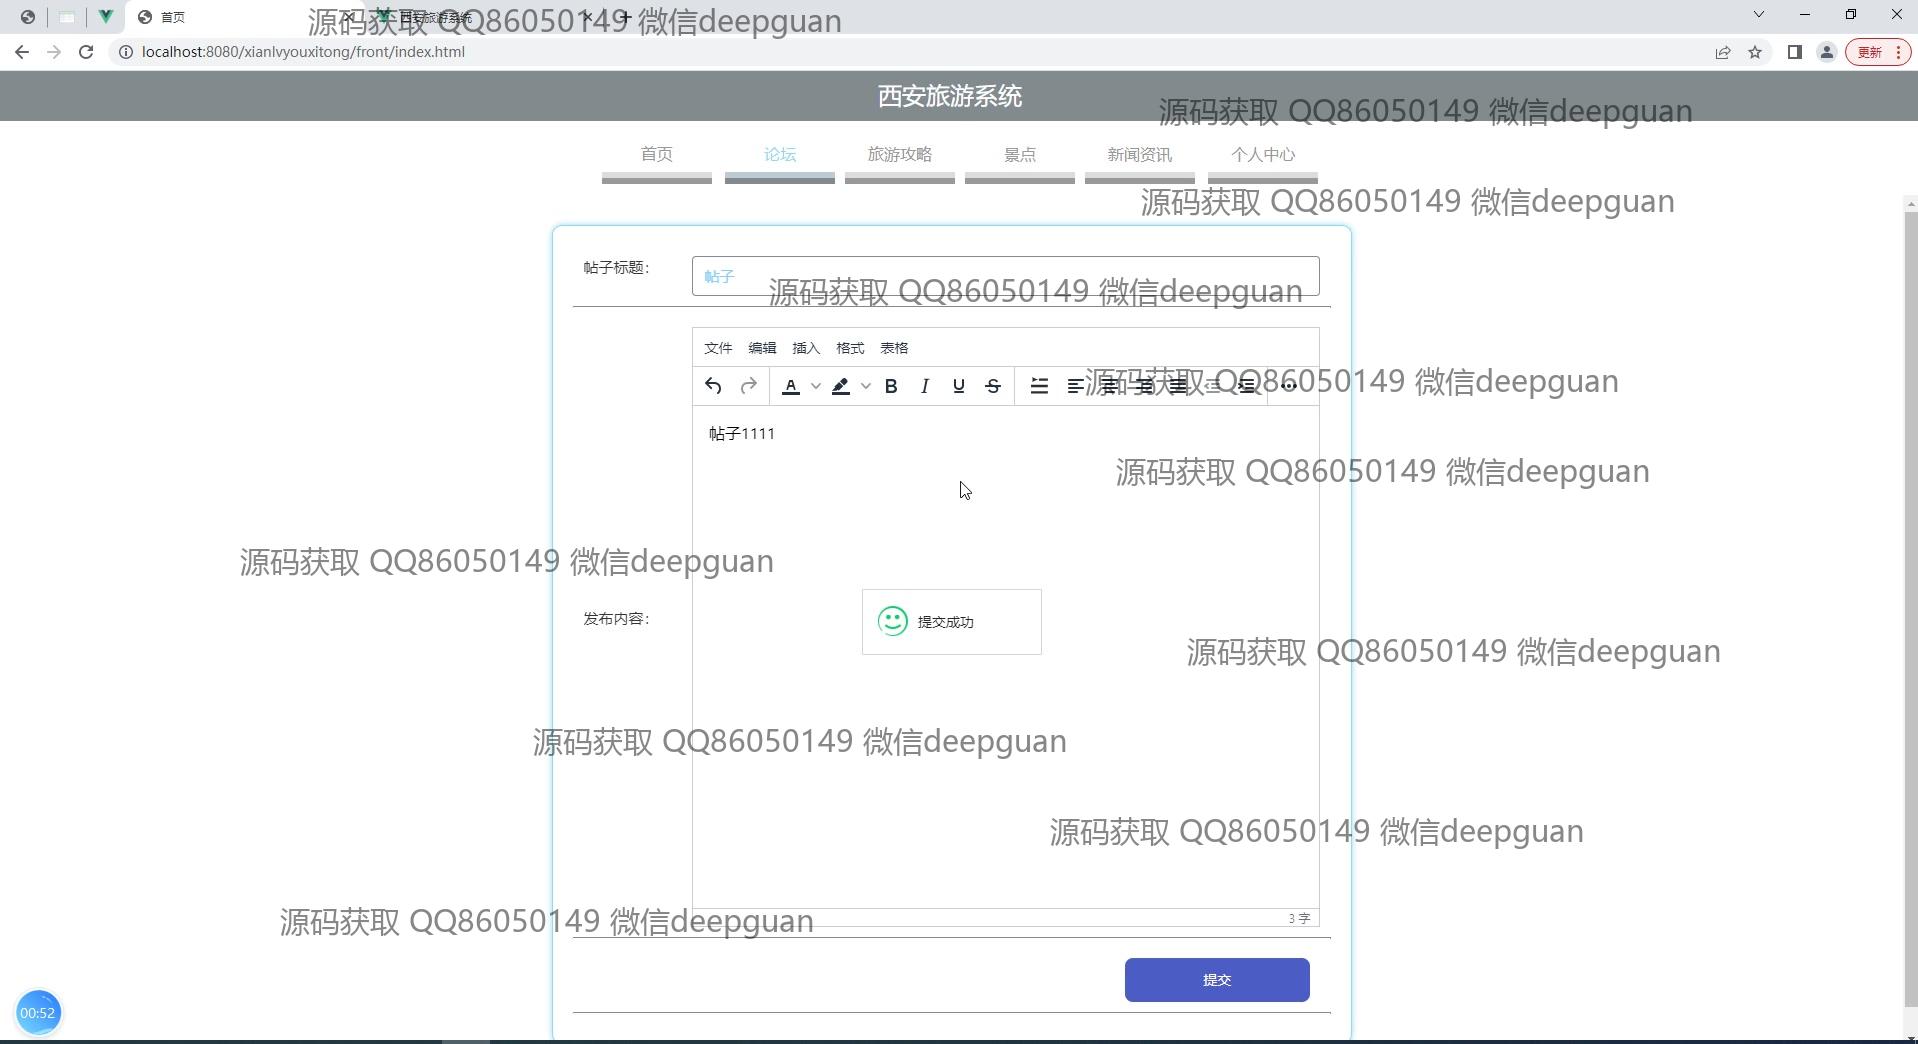 首页
西安旅游系统
源码获取 QQ86050149 微信deepguan
localhost:8080/xianlvyouxitong/front/index.html
更新
西安旅游系统
源码获取 QQ86050149 微信deepguan
首页 论坛 旅游攻略 景点 新闻资讯 个人中心
源码获取 QQ86050149 微信deepguan
帖子标题：
帖子
源码获取 QQ86050149 微信deepguan
文件 编辑 插入 格式 表格
A B I U S
源码获取 QQ86050149 微信deepguan
帖子1111
源码获取 QQ86050149 微信deepguan
源码获取 QQ86050149 微信deepguan
发布内容：
提交成功
源码获取 QQ86050149 微信deepguan
源码获取 QQ86050149 微信deepguan
源码获取 QQ86050149 微信deepguan
源码获取 QQ86050149 微信deepguan
3 字
提交
00:52